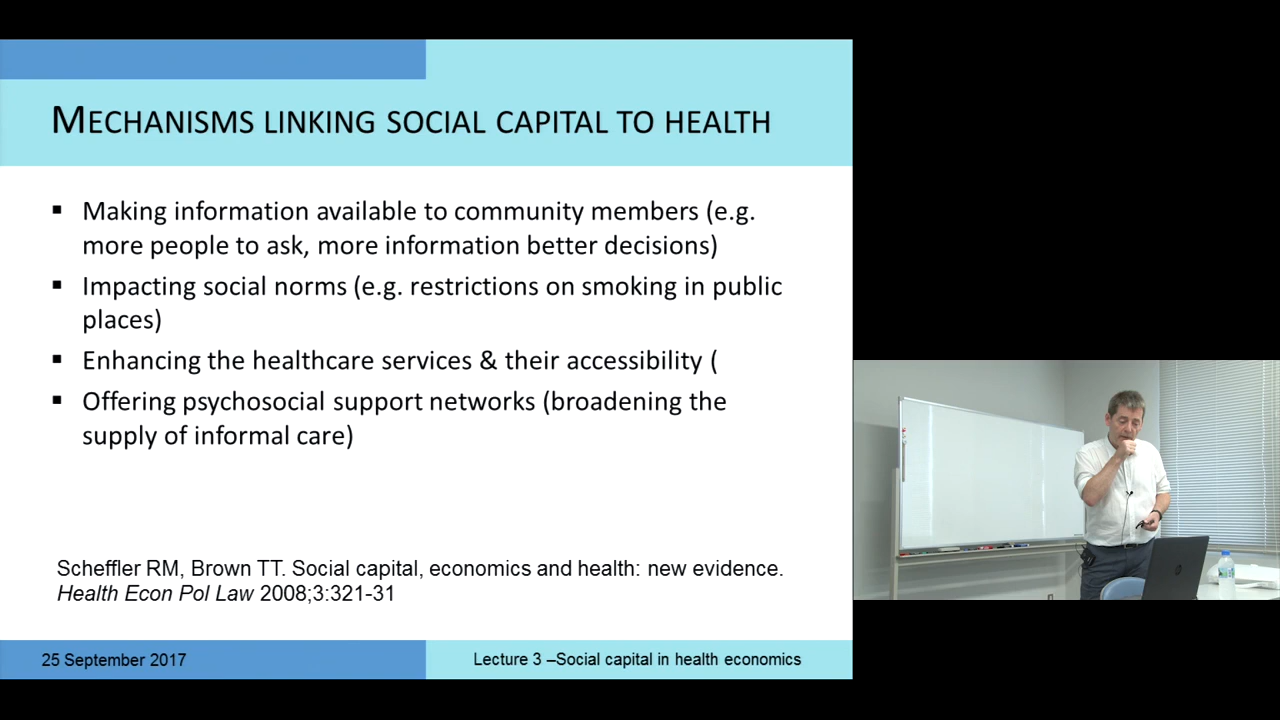 MECHANISMS LINKING SOCIAL CAPITAL TO HEALTH
▪ Making information available to community members (e.g.
more people to ask, more information better decisions)
▪ Impacting social norms (e.g. restrictions on smoking in public
places)
▪ Enhancing the healthcare services & their accessibility (
▪ Offering psychosocial support networks (broadening the
supply of informal care)
Scheffler RM, Brown TT. Social capital, economics and health: new evidence.
Health Econ Pol Law 2008;3:321-31
25 September 2017
Lecture 3 –Social capital in health economics